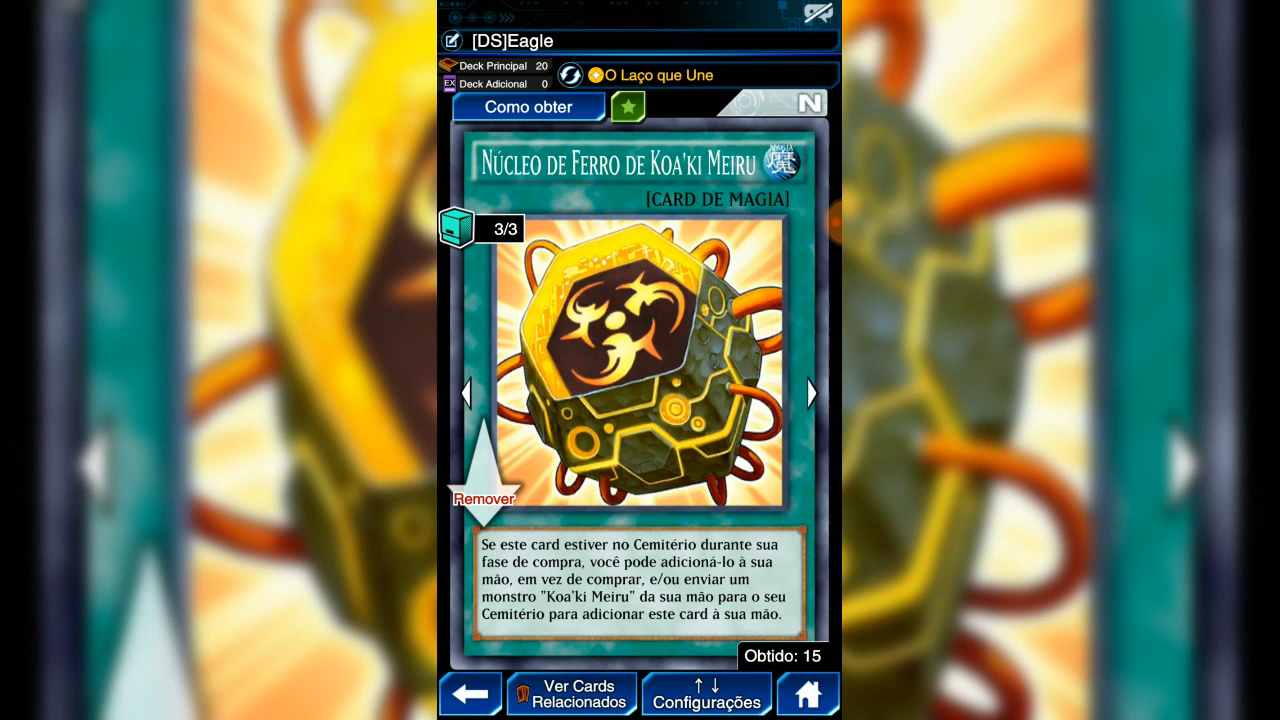 [DS]Eagle
Deck Principal 20
EX Deck Adicional 0
O Laço que Une
Como obter
N
NÚCLEO DE FERRO DE KOA'KI MEIRU
MAGIA
魔
[CARD DE MAGIA]
3/3
Remover
Se este card estiver no Cemitério durante sua
fase de compra, você pode adicioná-lo à sua
mão, em vez de comprar, e/ou enviar um
monstro "Koa'ki Meiru" da sua mão para o seu
Cemitério para adicionar este card à sua mão.
Obtido: 15
Ver Cards
Relacionados
↑ ↓
Configurações